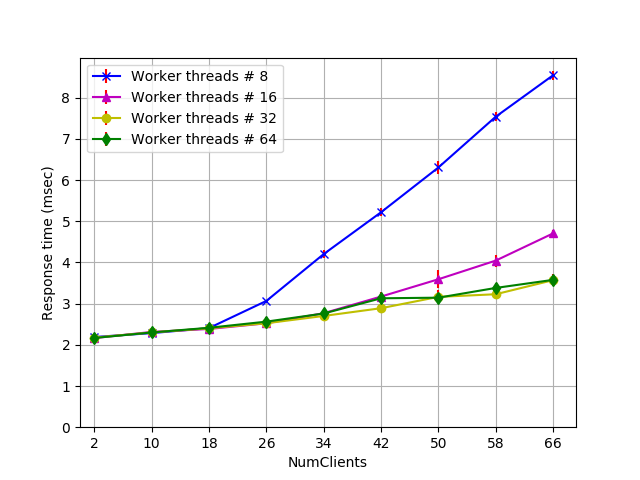 Worker threads # 8
Worker threads # 16
Worker threads # 32
Worker threads # 64
Response time (msec)
8
7
6
5
4
3
2
1
0
2 10 18 26 34 42 50 58 66
NumClients